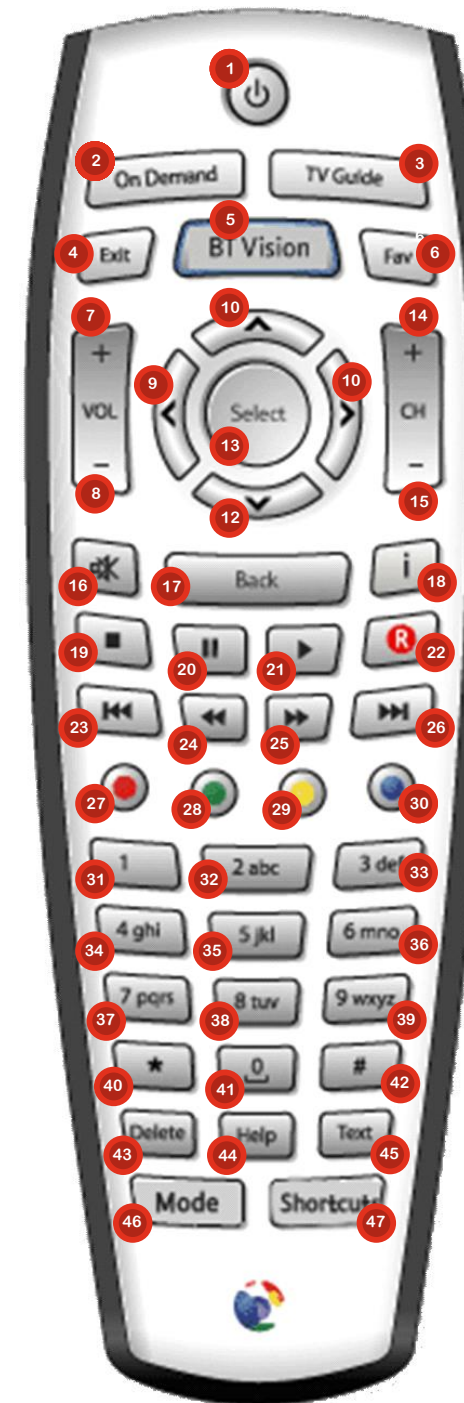 1
2 3
On Demand TV Guide
5
4 Exit BT Vision Fav 6
7 10 14
+ +
9 10
VOL Select CH
13
- -
8 12 15
16 17 Back i 18
19 20 21 R 22
23 24 25 26
27 28 29 30
1 2 abc 3 def
31 32 33
4 ghi 5 jkl 6 mno
34 35 36
7 pqrs 8 tuv 9 wxyz
37 38 39
* 0 #
40 41 42
Delete Help Text
43 44 45
Mode Shortcuts
46 47